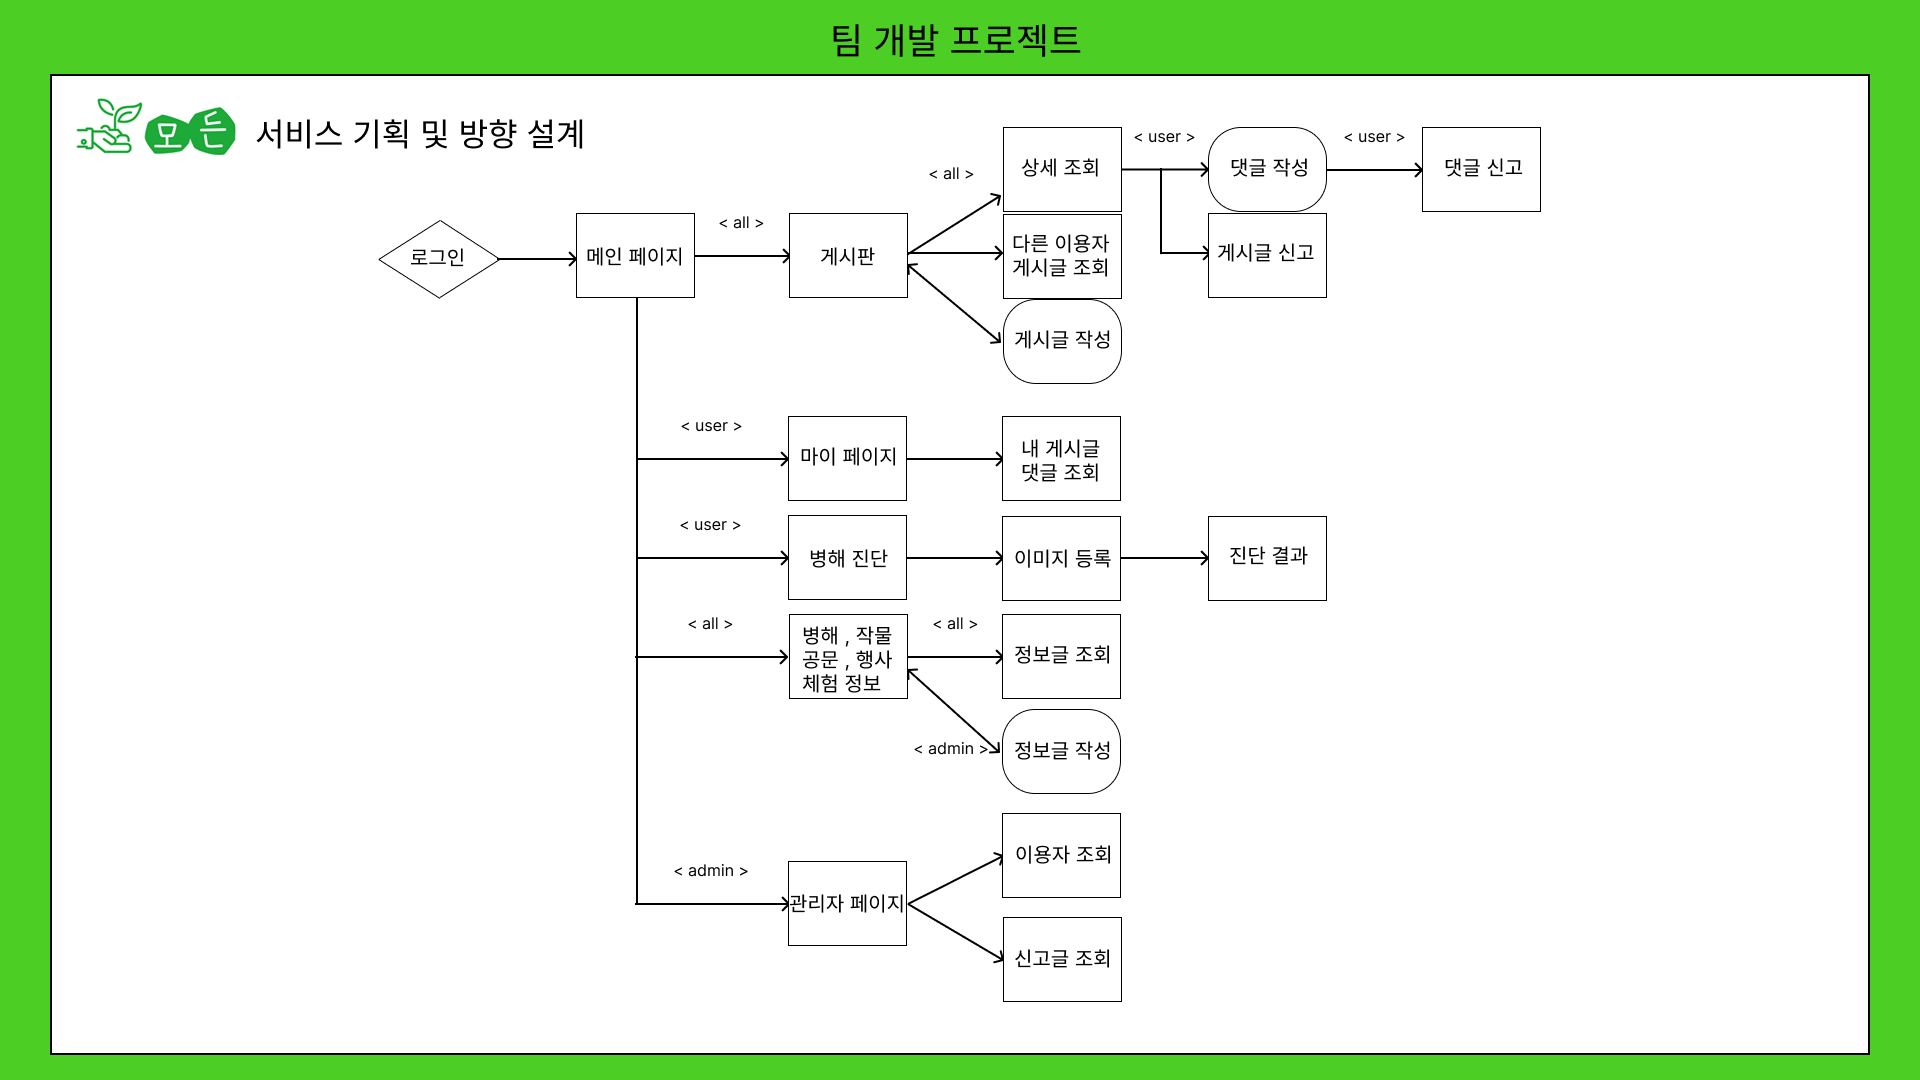 팀 개발 프로젝트
모든
서비스 기획 및 방향 설계
로그인
메인 페이지
< all >
게시판
< all >
상세 조회
< user >
댓글 작성
< user >
댓글 신고
다른 이용자
게시글 조회
게시글 신고
게시글 작성
< user >
마이 페이지
내 게시글
댓글 조회
< user >
병해 진단
이미지 등록
진단 결과
< all >
병해 , 작물
공문 , 행사
체험 정보
< all >
정보글 조회
< admin >
정보글 작성
< admin >
관리자 페이지
이용자 조회
신고글 조회